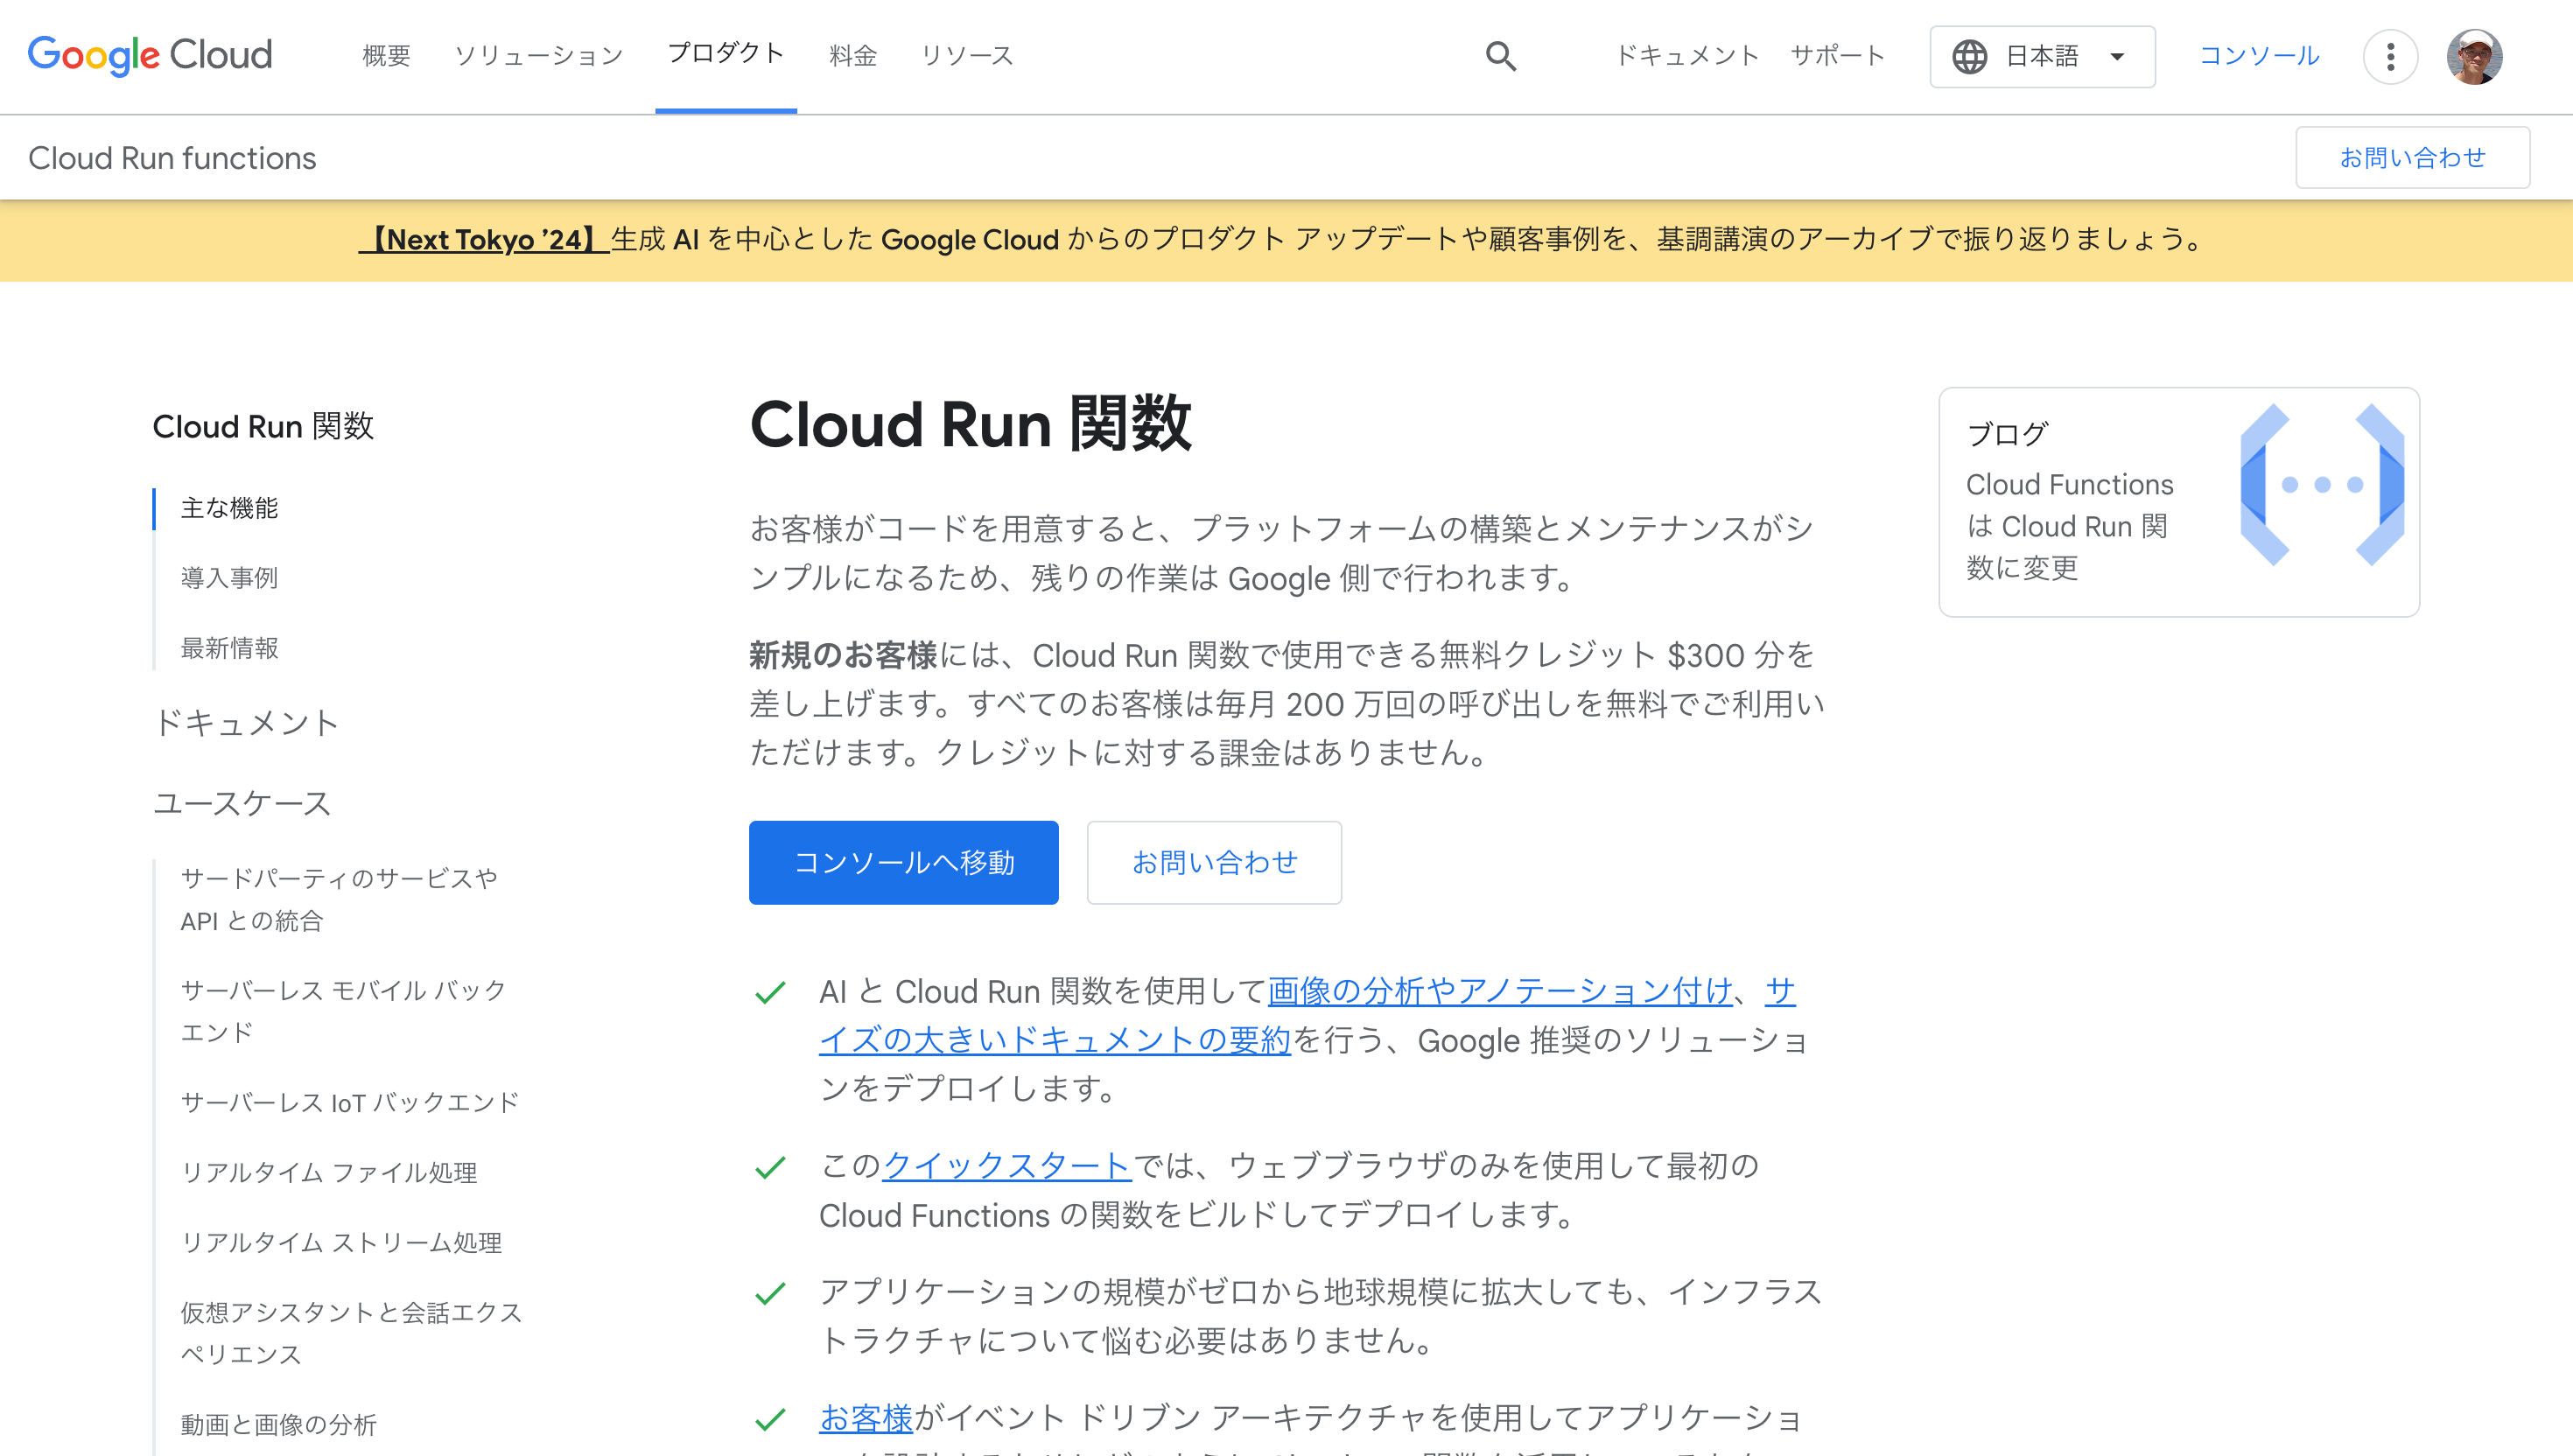 Google Cloud
概要
ソリューション
プロダクト
料金
リソース
ドキュメント
サポート
日本語
コンソール
Cloud Run functions
お問い合わせ
【Next Tokyo ’24】生成 AI を中心とした Google Cloud からのプロダクト アップデートや顧客事例を、基調講演のアーカイブで振り返りましょう。
Cloud Run 関数
主な機能
導入事例
最新情報
ドキュメント
ユースケース
サードパーティのサービスや
API との統合
サーバーレス モバイル バック
エンド
サーバーレス IoT バックエンド
リアルタイム ファイル処理
リアルタイム ストリーム処理
仮想アシスタントと会話エクス
ペリエンス
動画と画像の分析
Cloud Run 関数
お客様がコードを用意すると、プラットフォームの構築とメンテナンスがシ
ンプルになるため、残りの作業は Google 側で行われます。
新規のお客様には、Cloud Run 関数で使用できる無料クレジット $300 分を
差し上げます。すべてのお客様は毎月 200 万回の呼び出しを無料でご利用い
ただけます。クレジットに対する課金はありません。
コンソールへ移動
お問い合わせ
AI と Cloud Run 関数を使用して画像の分析やアノテーション付け、サ
イズの大きいドキュメントの要約を行う、Google 推奨のソリューショ
ンをデプロイします。
このクイックスタートでは、ウェブブラウザのみを使用して最初の
Cloud Functions の関数をビルドしてデプロイします。
アプリケーションの規模がゼロから地球規模に拡大しても、インフラス
トラクチャについて悩む必要はありません。
お客様がイベント ドリブン アーキテクチャを使用してアプリケーショ
ブログ
Cloud Functions
は Cloud Run 関
数に変更